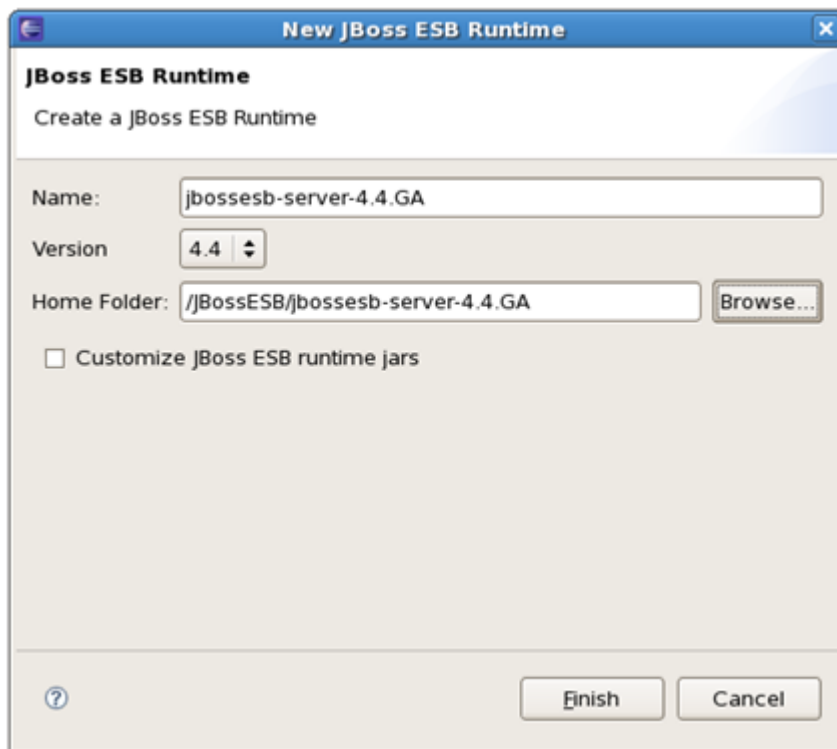 New JBoss ESB Runtime
JBoss ESB Runtime
Create a JBoss ESB Runtime
Name: jbossesb-server-4.4.GA
Version 4.4
Home Folder: /JBossESB/jbossesb-server-4.4.GA Browse...
Customize JBoss ESB runtime jars
? Finish Cancel